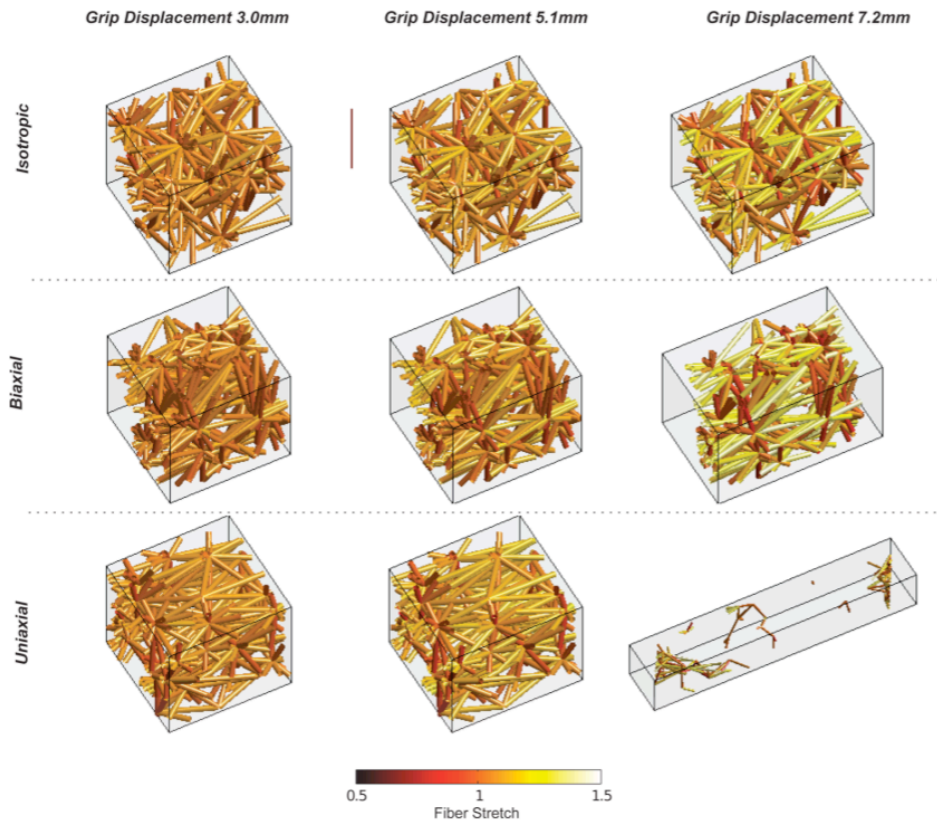 Grip Displacement 3.0mm Grip Displacement 5.1mm Grip Displacement 7.2mm
Isotropic
Biaxial
Uniaxial
0.5 1 1.5
Fiber Stretch